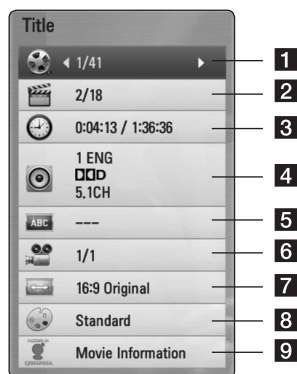 Title
1/41 1
2/18 2
0:04:13 / 1:36:36 3
1 ENG
5.1CH
4
ABC --- 5
1/1 6
16:9 Original 7
Standard 8
Movie Information 9